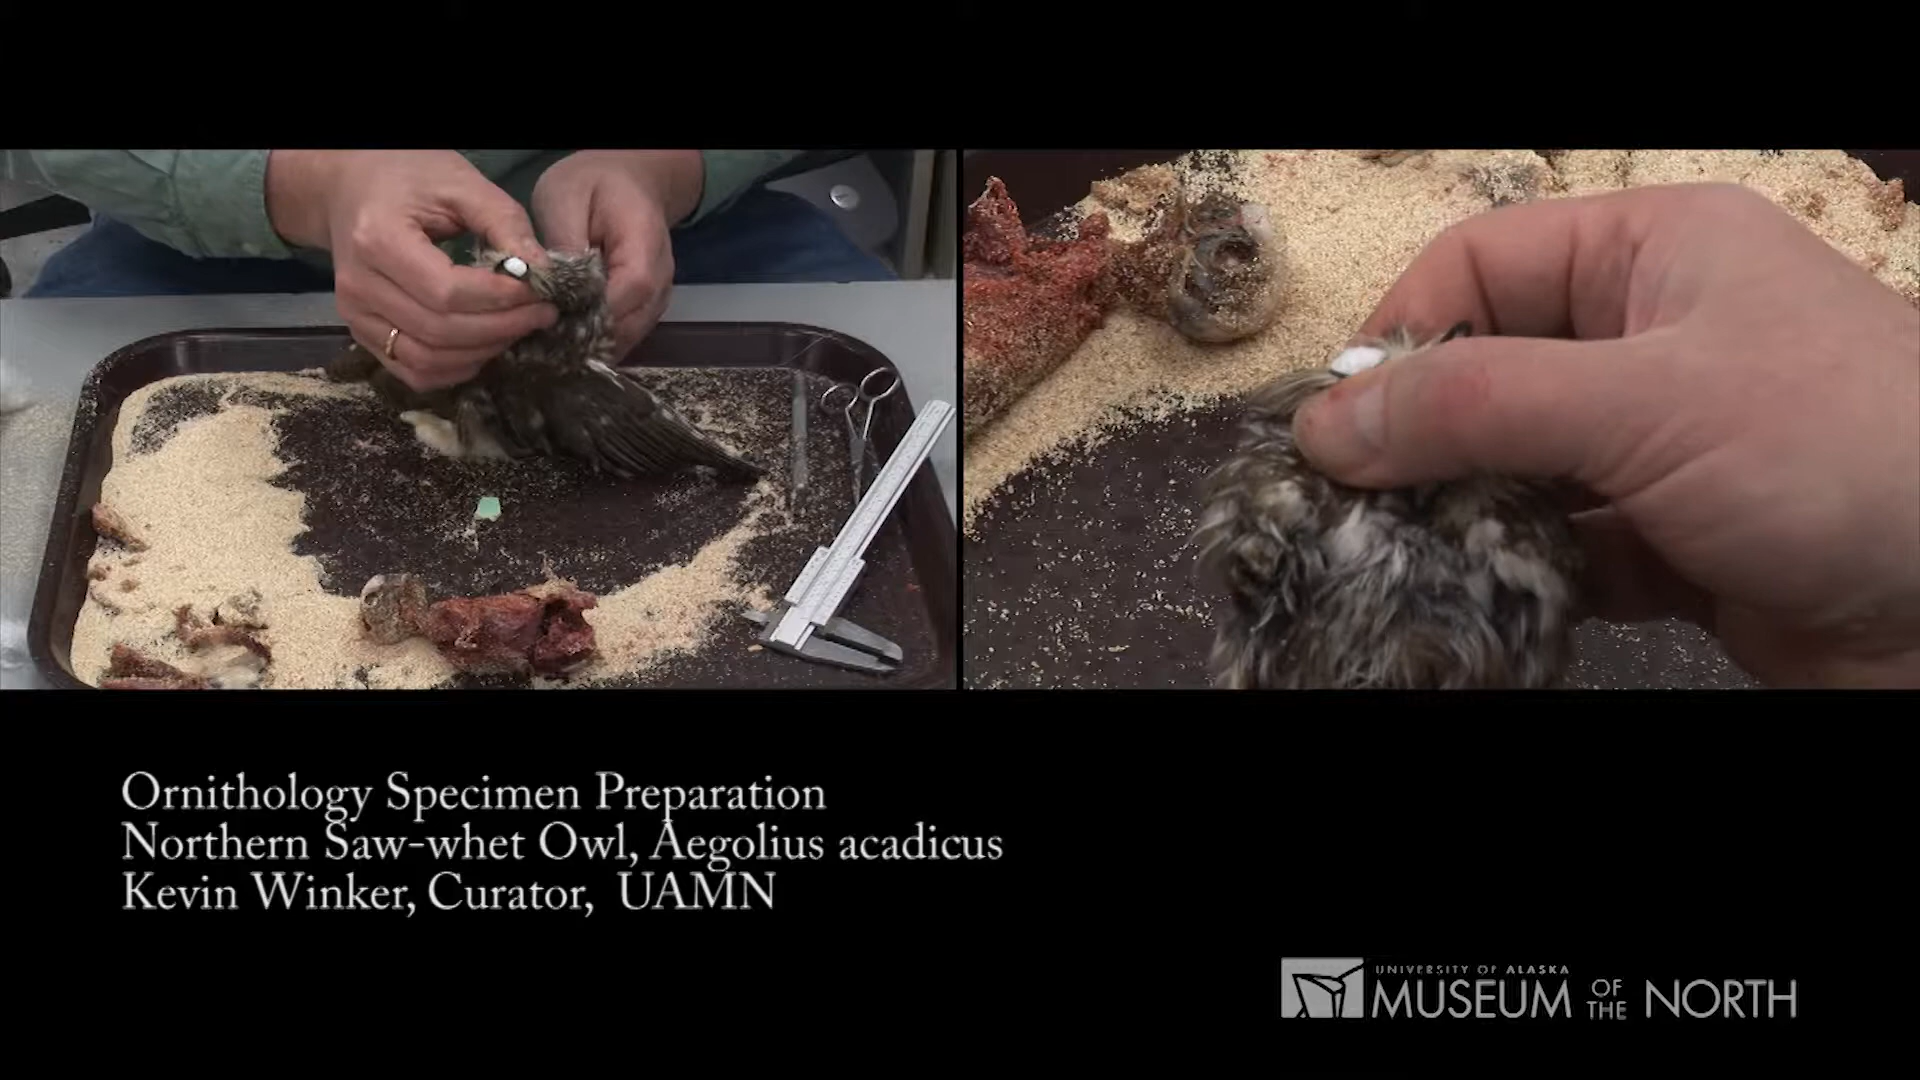 Ornithology Specimen Preparation
Northern Saw-whet Owl, Aegolius acadicus
Kevin Winker, Curator, UAMN
UNIVERSITY OF ALASKA
MUSEUM OF THE NORTH